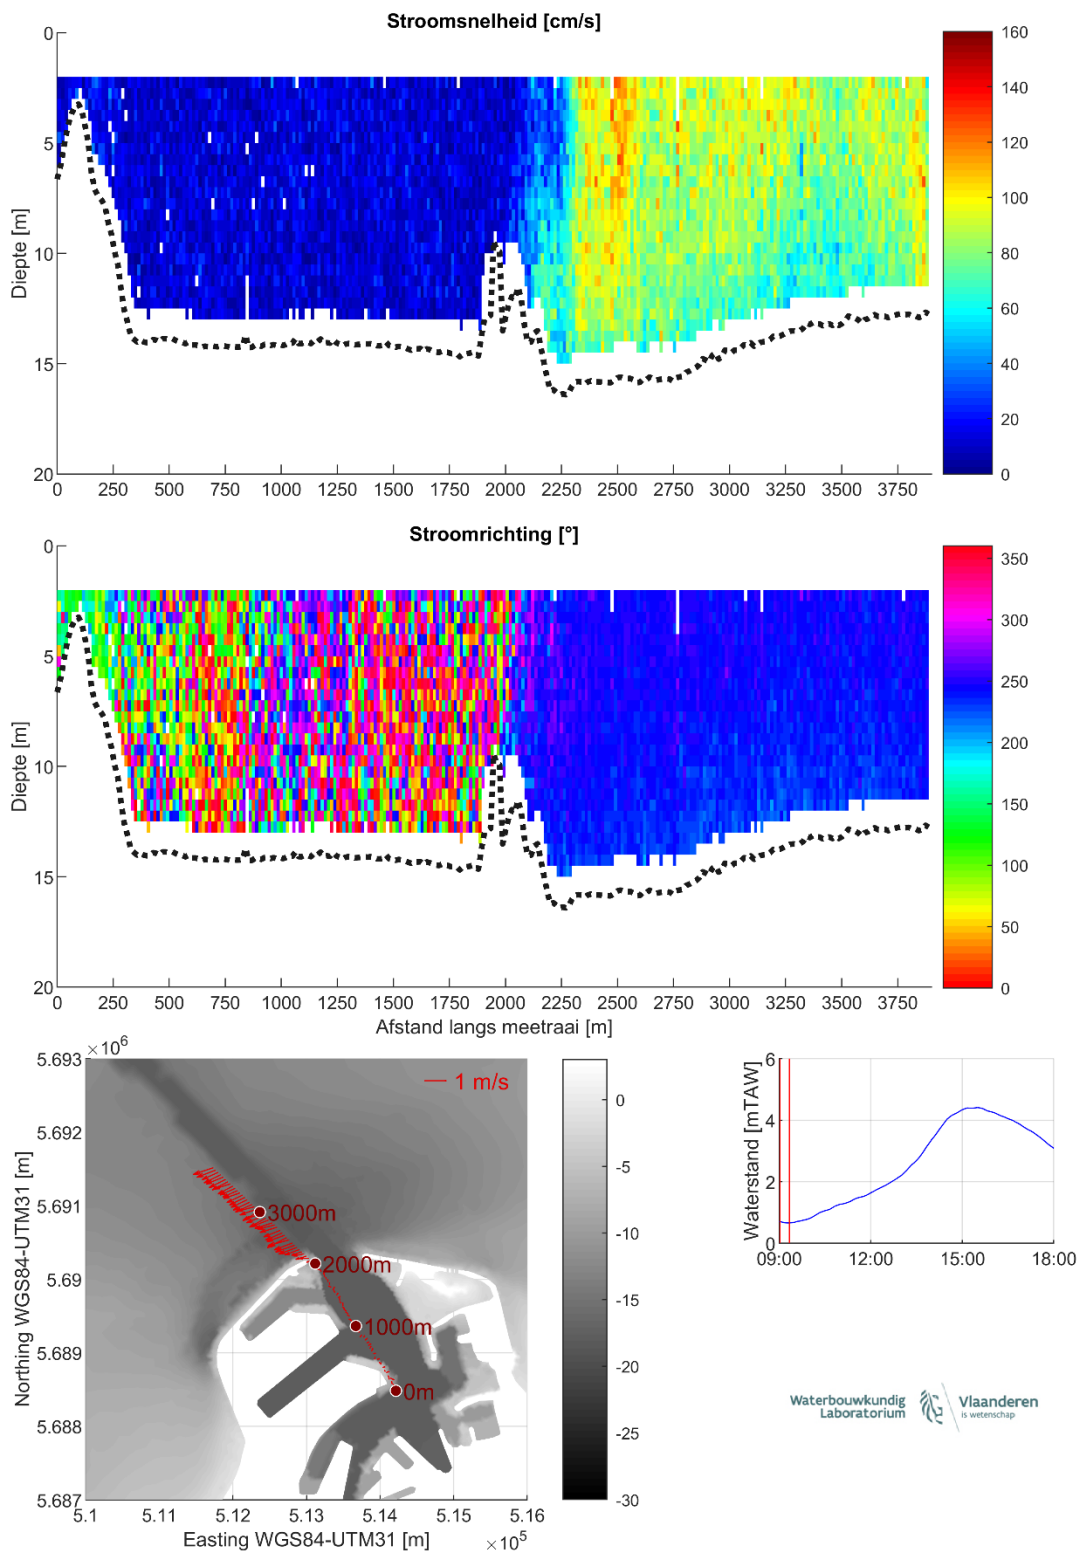 Stroomsnelheid [cm/s]
Diepte [m]
0
5
10
15
20
0 250 500 750 1000 1250 1500 1750 2000 2250 2500 2750 3000 3250 3500 3750
160
140
120
100
80
60
40
20
0
Stroomrichting [°]
Diepte [m]
0
5
10
15
20
0 250 500 750 1000 1250 1500 1750 2000 2250 2500 2750 3000 3250 3500 3750
Afstand langs meetraai [m]
350
300
250
200
150
100
50
0
×10⁶
Northing WGS84-UTM31 [m]
5.693
5.692
5.691
5.69
5.689
5.688
5.687
5.1 5.11 5.12 5.13 5.14 5.15 5.16
Easting WGS84-UTM31 [m]
×10⁵
1 m/s
3000m
2000m
1000m
0m
0
-5
-10
-15
-20
-25
-30
Waterstand [mTAW]
6
4
2
0
09:00 12:00 15:00 18:00
Waterbouwkundig
Laboratorium
Vlaanderen
is wetenschap